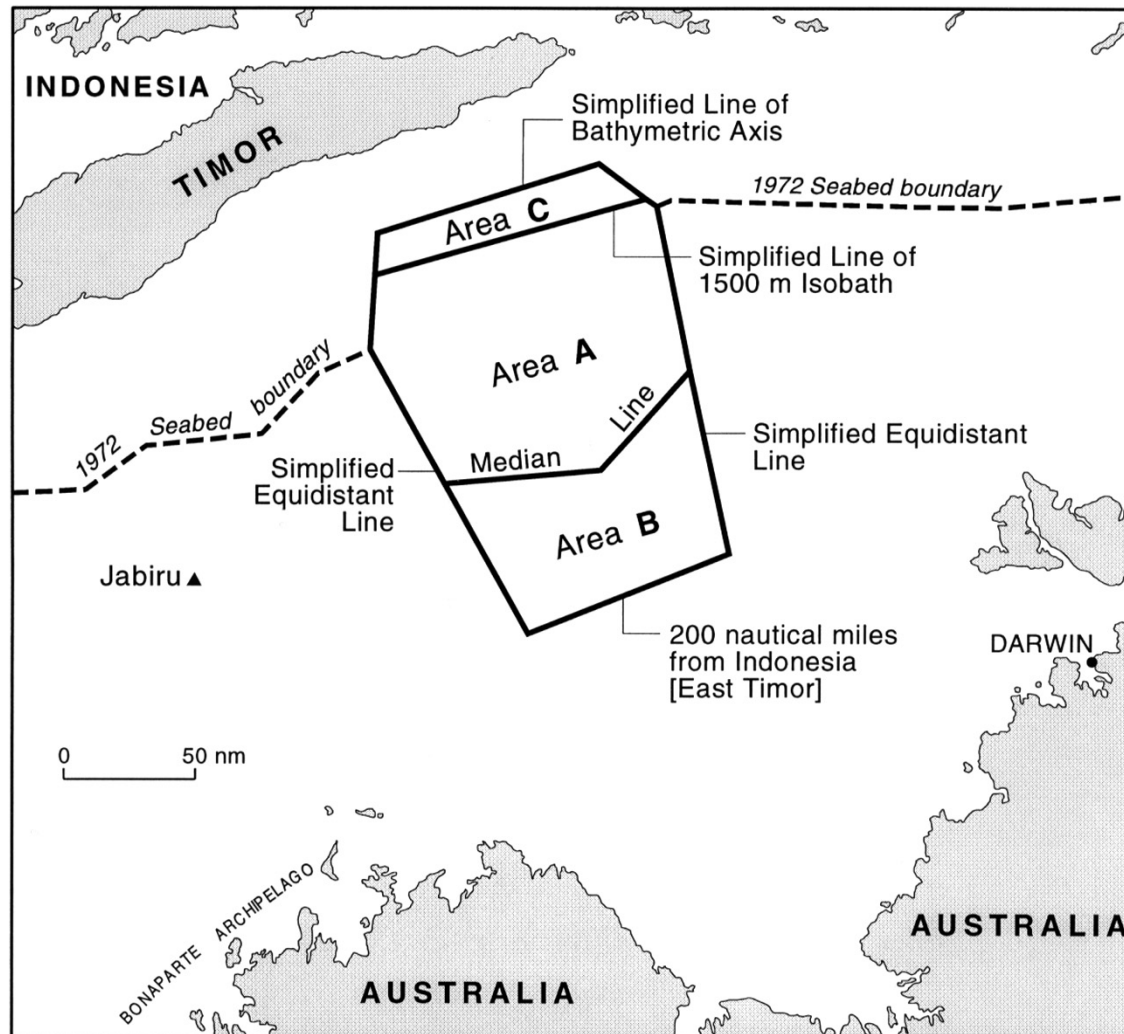 INDONESIA
TIMOR
Simplified Line of
Bathymetric Axis
1972 Seabed boundary
Area C
Simplified Line of
1500 m Isobath
Area A
1972 Seabed boundary
Line
Median
Simplified
Equidistant
Line
Simplified Equidistant
Line
Area B
Jabiru
200 nautical miles
from Indonesia
[East Timor]
DARWIN
0 50 nm
BONAPARTE ARCHIPELAGO
AUSTRALIA
AUSTRALIA